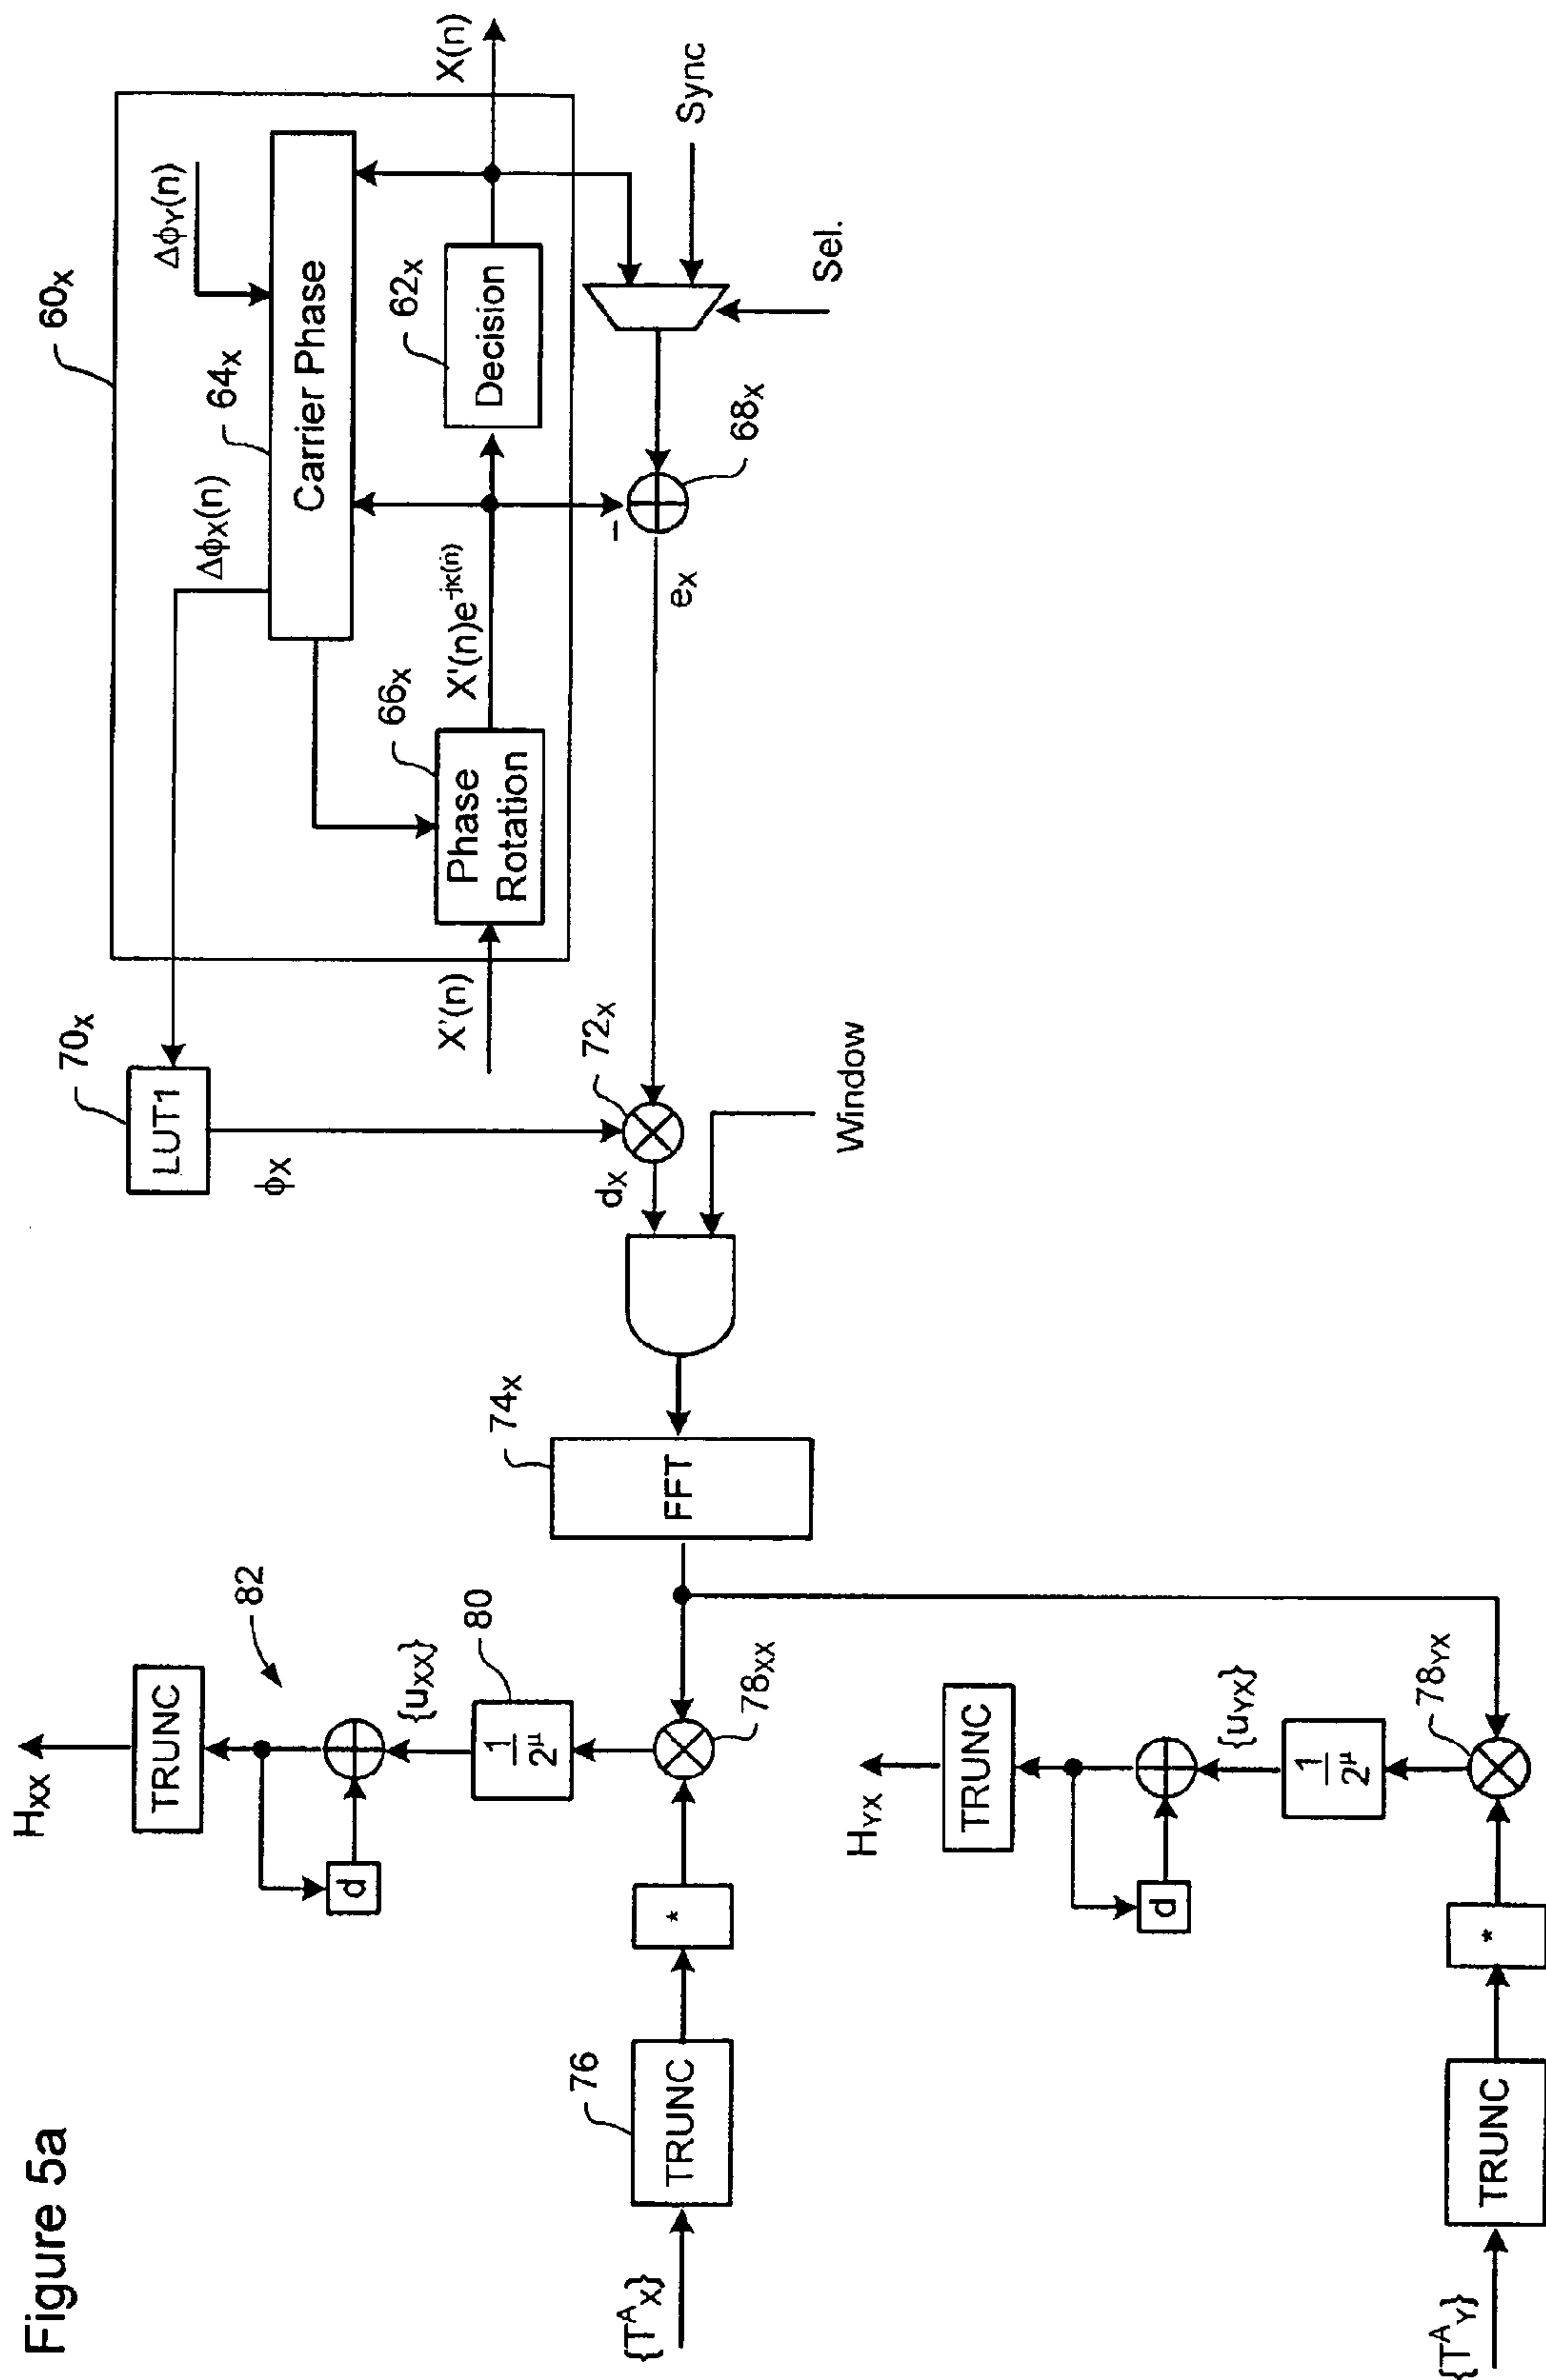 Figure 5a
{T^A_X}
TRUNC
76
*
78XX
1/2^μ
80
{uXX}
d
82
TRUNC
HXX
{T^A_Y}
TRUNC
*
78YX
1/2^μ
{uYX}
d
TRUNC
HYX
FFT
74X
Window
dX
72X
φX
LUT1
70X
X'(n)
Phase
Rotation
66X
X'(n)e^-jκ(n)
eX
–
68X
Decision
62X
Carrier Phase
64X
60X
ΔφX(n)
ΔφY(n)
X(n)
Sync
Sel.